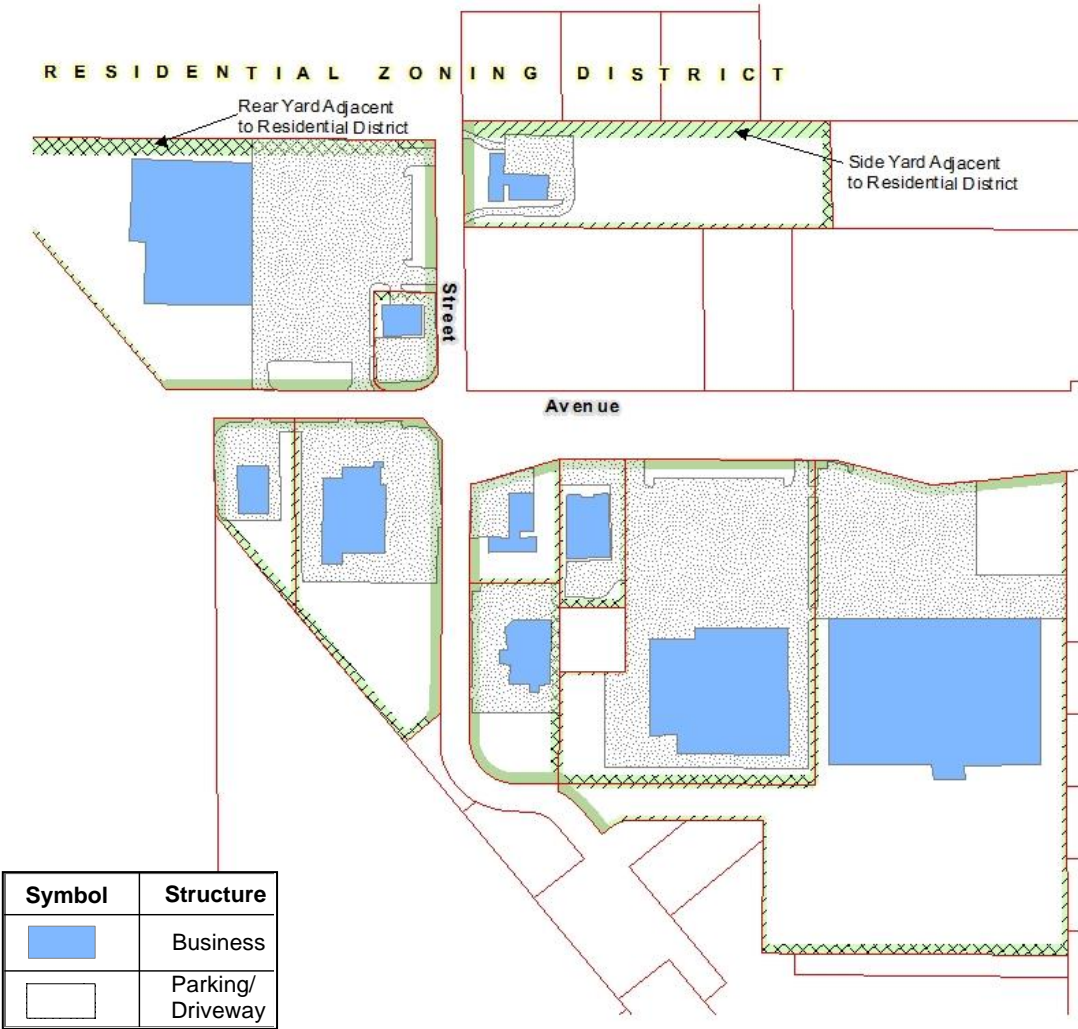 RESIDENTIAL ZONING DISTRICT
Rear Yard Adjacent
to Residential District
Side Yard Adjacent
to Residential District
Street
Avenue
Symbol Structure
Business
Parking/
Driveway